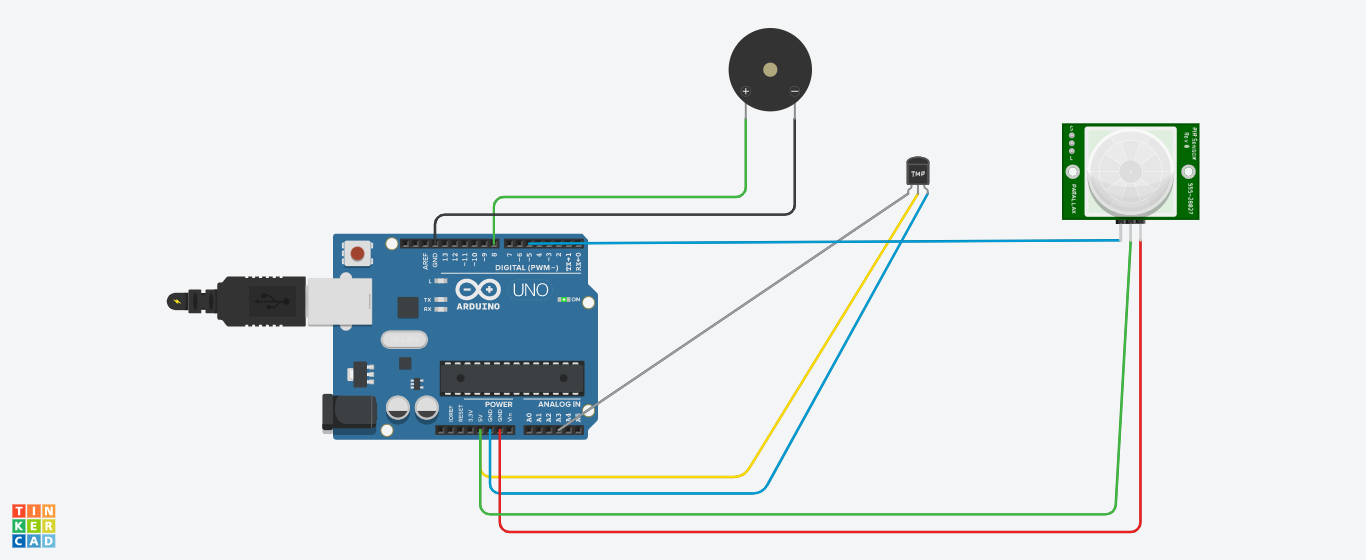 + −
TMP
PIR Sensor
Rev B
555-28027
PARALLAX
AREF
GND
13
12
~11
~10
~9
8
7
~6
~5
4
~3
2
TX→1
RX←0
DIGITAL (PWM~)
L
TX
RX
UNO
ON
ARDUINO
POWER
ANALOG IN
IOREF
RESET
3.3V
5V
GND
GND
Vin
A0
A1
A2
A3
A4
A5
TIN
KER
CAD